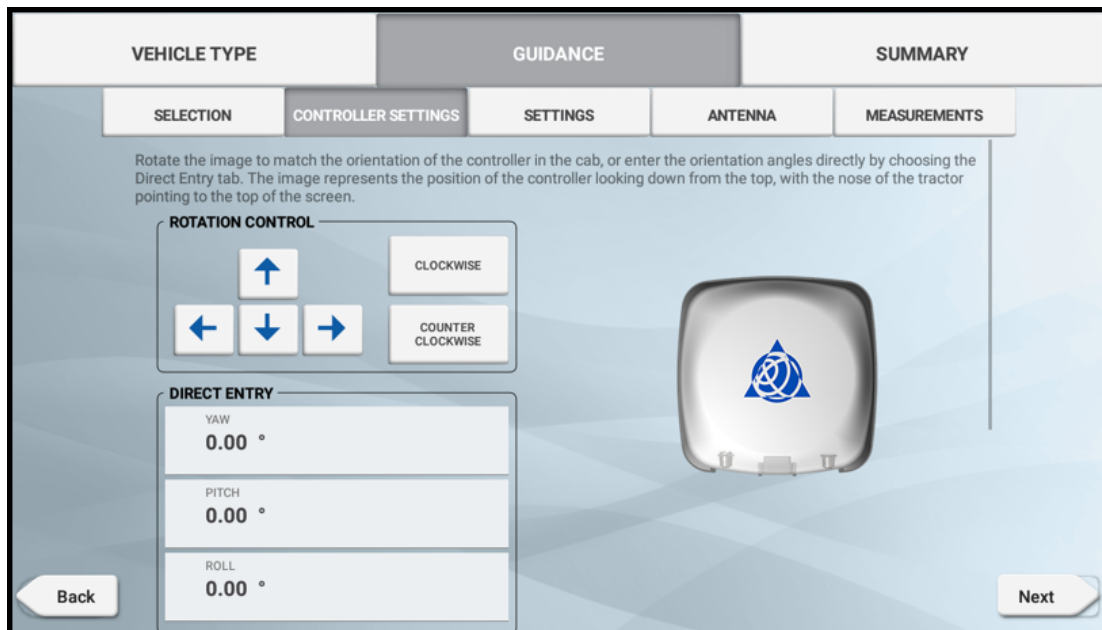 VEHICLE TYPE
GUIDANCE
SUMMARY
SELECTION
CONTROLLER SETTINGS
SETTINGS
ANTENNA
MEASUREMENTS
Rotate the image to match the orientation of the controller in the cab, or enter the orientation angles directly by choosing the
Direct Entry tab. The image represents the position of the controller looking down from the top, with the nose of the tractor
pointing to the top of the screen.
ROTATION CONTROL
CLOCKWISE
COUNTER
CLOCKWISE
DIRECT ENTRY
YAW
0.00 °
PITCH
0.00 °
ROLL
0.00 °
Back
Next